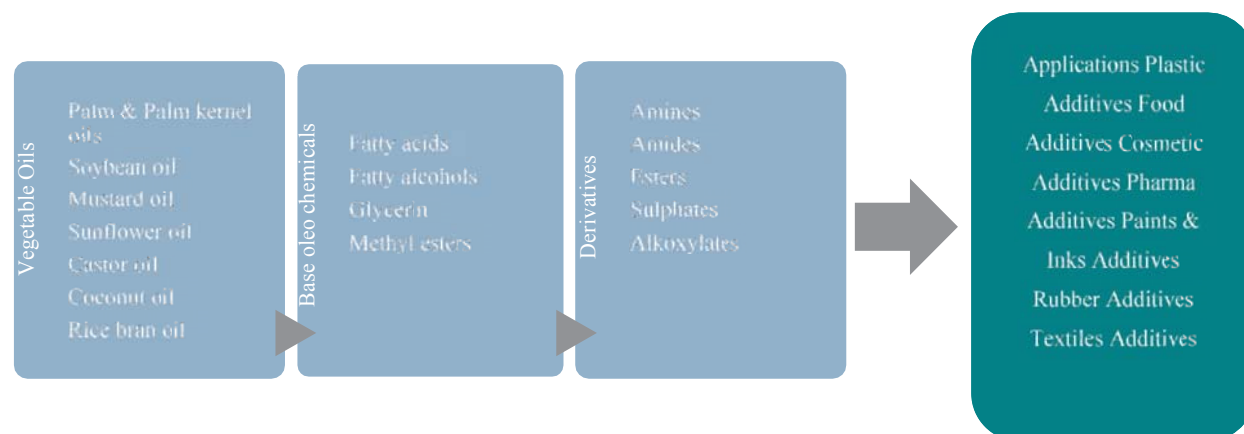 Vegetable Oils
Palm & Palm kernel
oils
Soybean oil
Mustard oil
Sunflower oil
Castor oil
Coconut oil
Rice bran oil
Base oleo chemicals
Fatty acids
Fatty alcohols
Glycerin
Methyl esters
Derivatives
Amines
Amides
Esters
Sulphates
Alkoxylates
Applications Plastic
Additives Food
Additives Cosmetic
Additives Pharma
Additives Paints &
Inks Additives
Rubber Additives
Textiles Additives